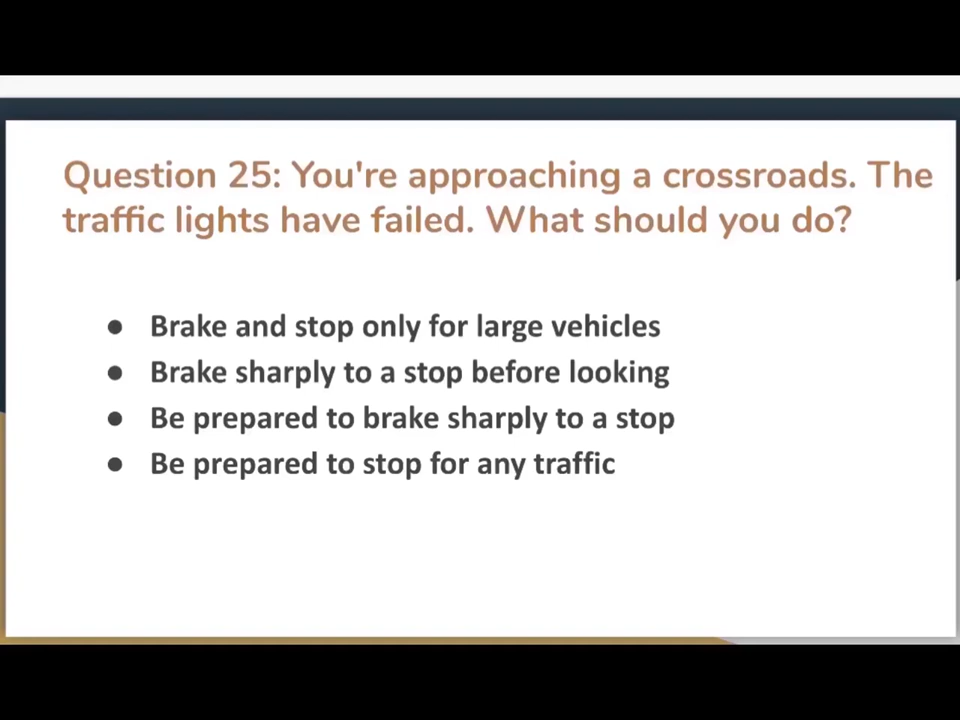 Question 25: You're approaching a crossroads. The
traffic lights have failed. What should you do?
● Brake and stop only for large vehicles
● Brake sharply to a stop before looking
● Be prepared to brake sharply to a stop
● Be prepared to stop for any traffic